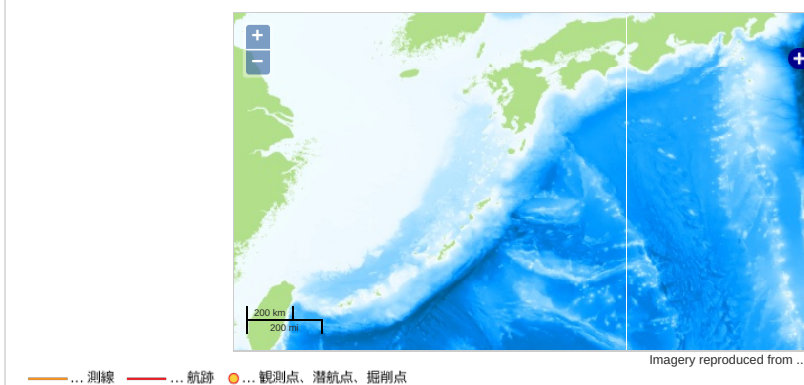 +
−
200 km
200 mi
Imagery reproduced from ...
... 測線 ... 航跡 ... 観測点、潜航点、掘削点